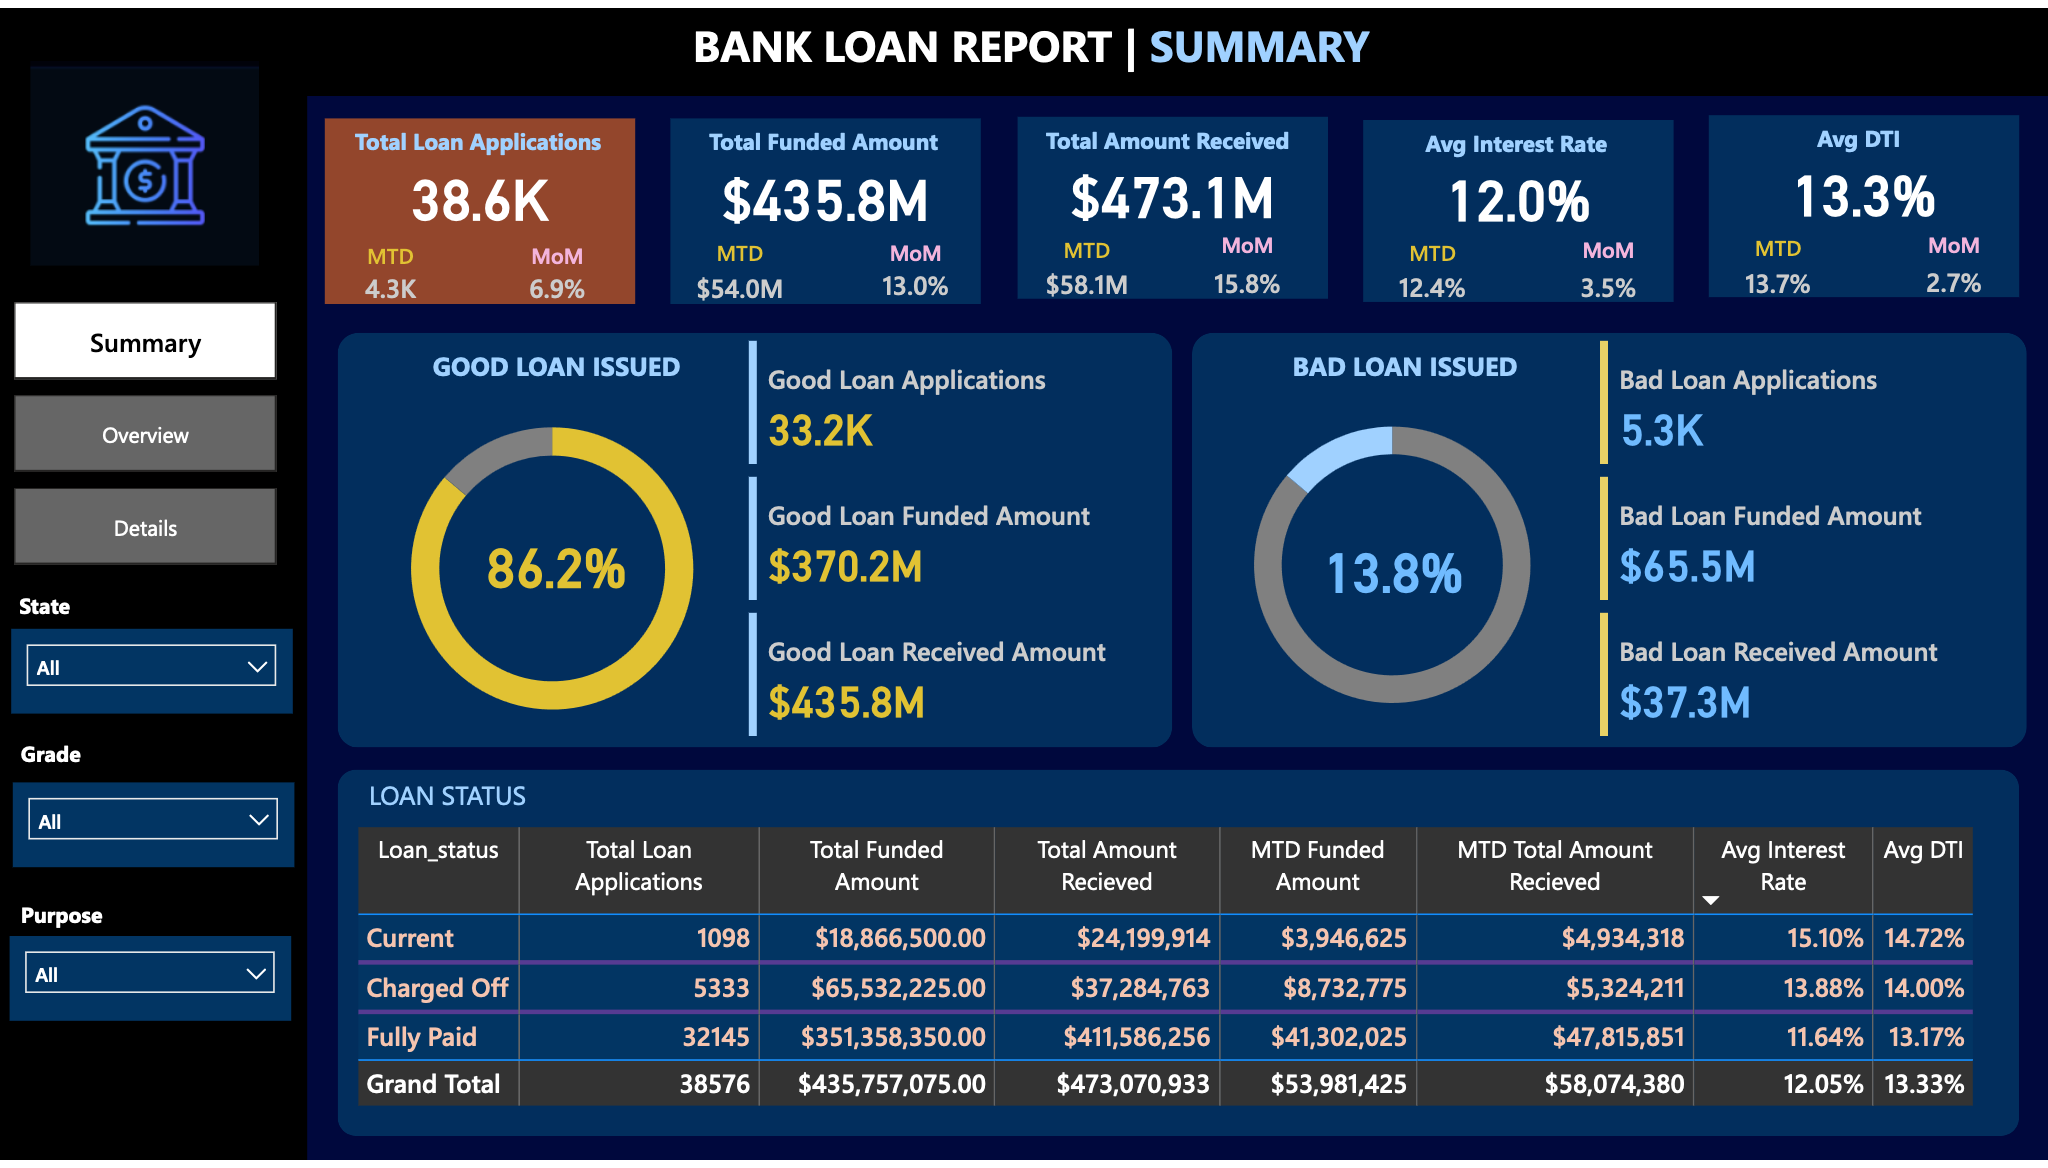 BANK LOAN REPORT | SUMMARY
$
Summary
Overview
Details
State
All
Grade
All
Purpose
All
Total Loan Applications
38.6K
MTD MoM
4.3K 6.9%
Total Funded Amount
$435.8M
MTD MoM
$54.0M 13.0%
Total Amount Received
$473.1M
MTD MoM
$58.1M 15.8%
Avg Interest Rate
12.0%
MTD MoM
12.4% 3.5%
Avg DTI
13.3%
MTD MoM
13.7% 2.7%
GOOD LOAN ISSUED
86.2%
Good Loan Applications
33.2K
Good Loan Funded Amount
$370.2M
Good Loan Received Amount
$435.8M
BAD LOAN ISSUED
13.8%
Bad Loan Applications
5.3K
Bad Loan Funded Amount
$65.5M
Bad Loan Received Amount
$37.3M
LOAN STATUS
Loan_status Total Loan Applications Total Funded Amount Total Amount Recieved MTD Funded Amount MTD Total Amount Recieved Avg Interest Rate Avg DTI
Current 1098 $18,866,500.00 $24,199,914 $3,946,625 $4,934,318 15.10% 14.72%
Charged Off 5333 $65,532,225.00 $37,284,763 $8,732,775 $5,324,211 13.88% 14.00%
Fully Paid 32145 $351,358,350.00 $411,586,256 $41,302,025 $47,815,851 11.64% 13.17%
Grand Total 38576 $435,757,075.00 $473,070,933 $53,981,425 $58,074,380 12.05% 13.33%